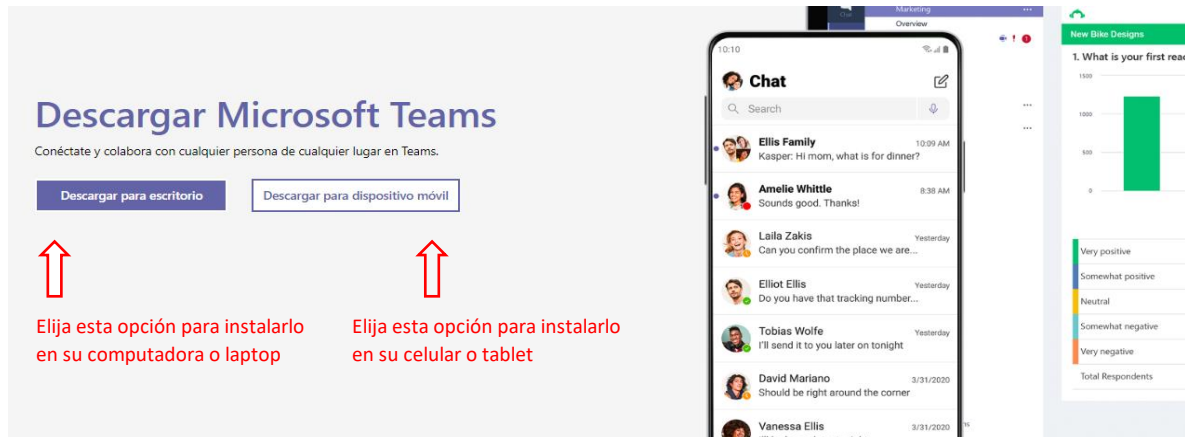 Descargar Microsoft Teams
Conéctate y colabora con cualquier persona de cualquier lugar en Teams.
Descargar para escritorio
Descargar para dispositivo móvil
Elija esta opción para instalarlo
en su computadora o laptop
Elija esta opción para instalarlo
en su celular o tablet
Chat
Marketing
Overview
10:10
Chat
Search
Ellis Family 10:09 AM
Kasper: Hi mom, what is for dinner?
Amelie Whittle 8:38 AM
Sounds good. Thanks!
Laila Zakis Yesterday
Can you confirm the place we are...
Elliot Ellis Yesterday
Do you have that tracking number...
Tobias Wolfe Yesterday
I'll send it to you later on tonight
David Mariano 3/31/2020
Should be right around the corner
Vanessa Ellis 3/31/2020
New Bike Designs
1. What is your first reac
1500
1000
500
0
Very positive
Somewhat positive
Neutral
Somewhat negative
Very negative
Total Respondents